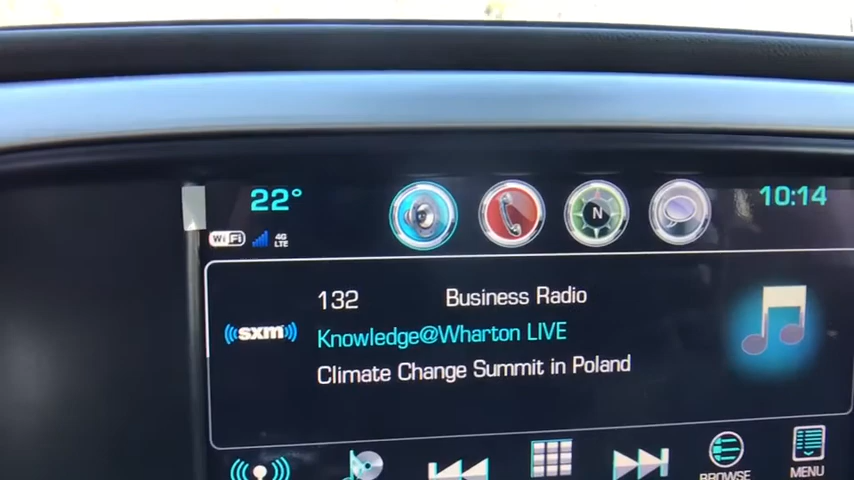 22°
10:14
WiFi
4G
LTE
N
132
Business Radio
((sxm))
Knowledge@Wharton LIVE
Climate Change Summit in Poland
BROWSE
MENU